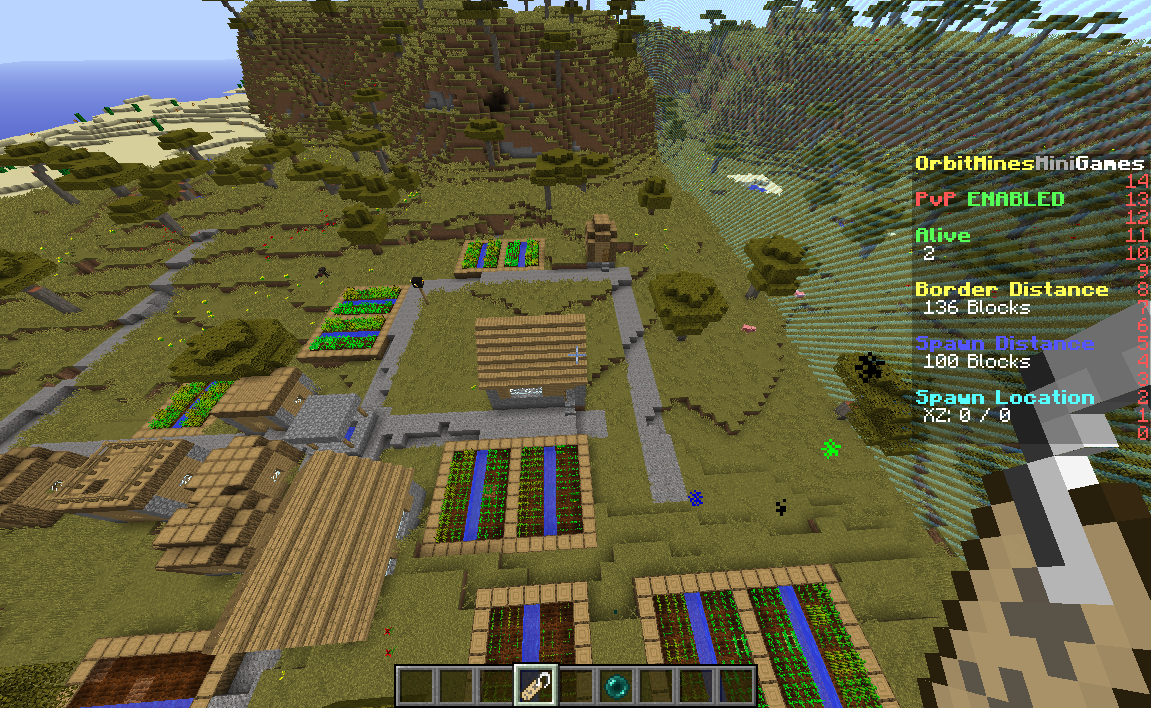 OrbitMinesMiniGames
14
PvP ENABLED 13
12
Alive 11
2 10
9
Border Distance 8
136 Blocks 7
6
Spawn Distance 5
100 Blocks 4
3
Spawn Location 2
XZ: 0 / 0 1
0